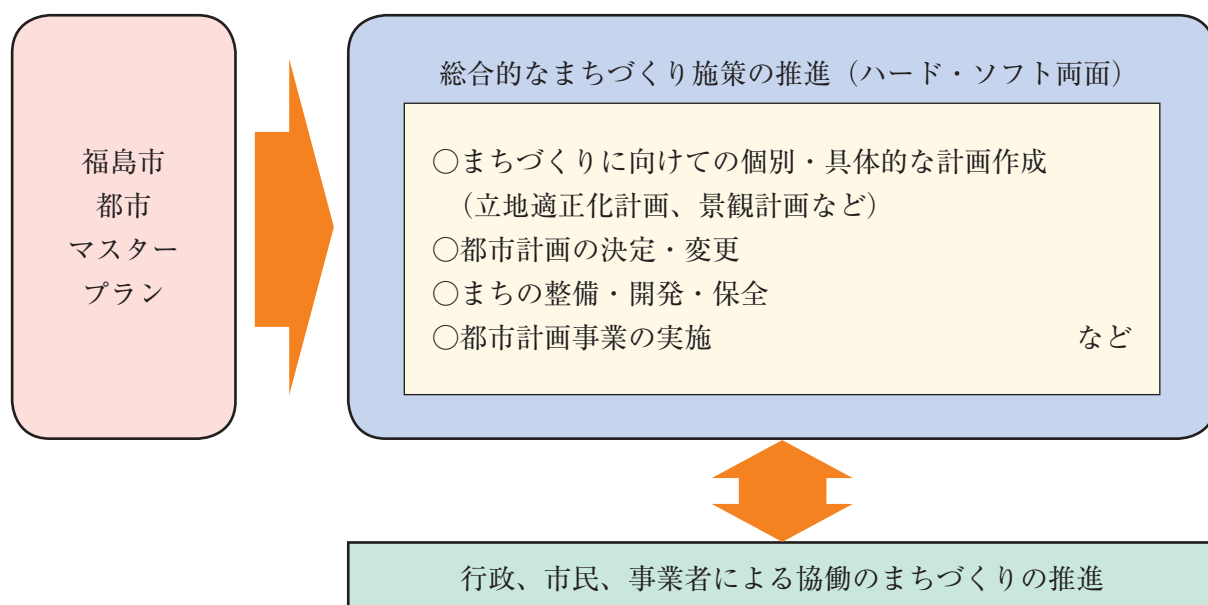 福島市
都市
マスター
プラン
総合的なまちづくり施策の推進（ハード・ソフト両面）
○まちづくりに向けての個別・具体的な計画作成
（立地適正化計画、景観計画など）
○都市計画の決定・変更
○まちの整備・開発・保全
○都市計画事業の実施 など
行政、市民、事業者による協働のまちづくりの推進